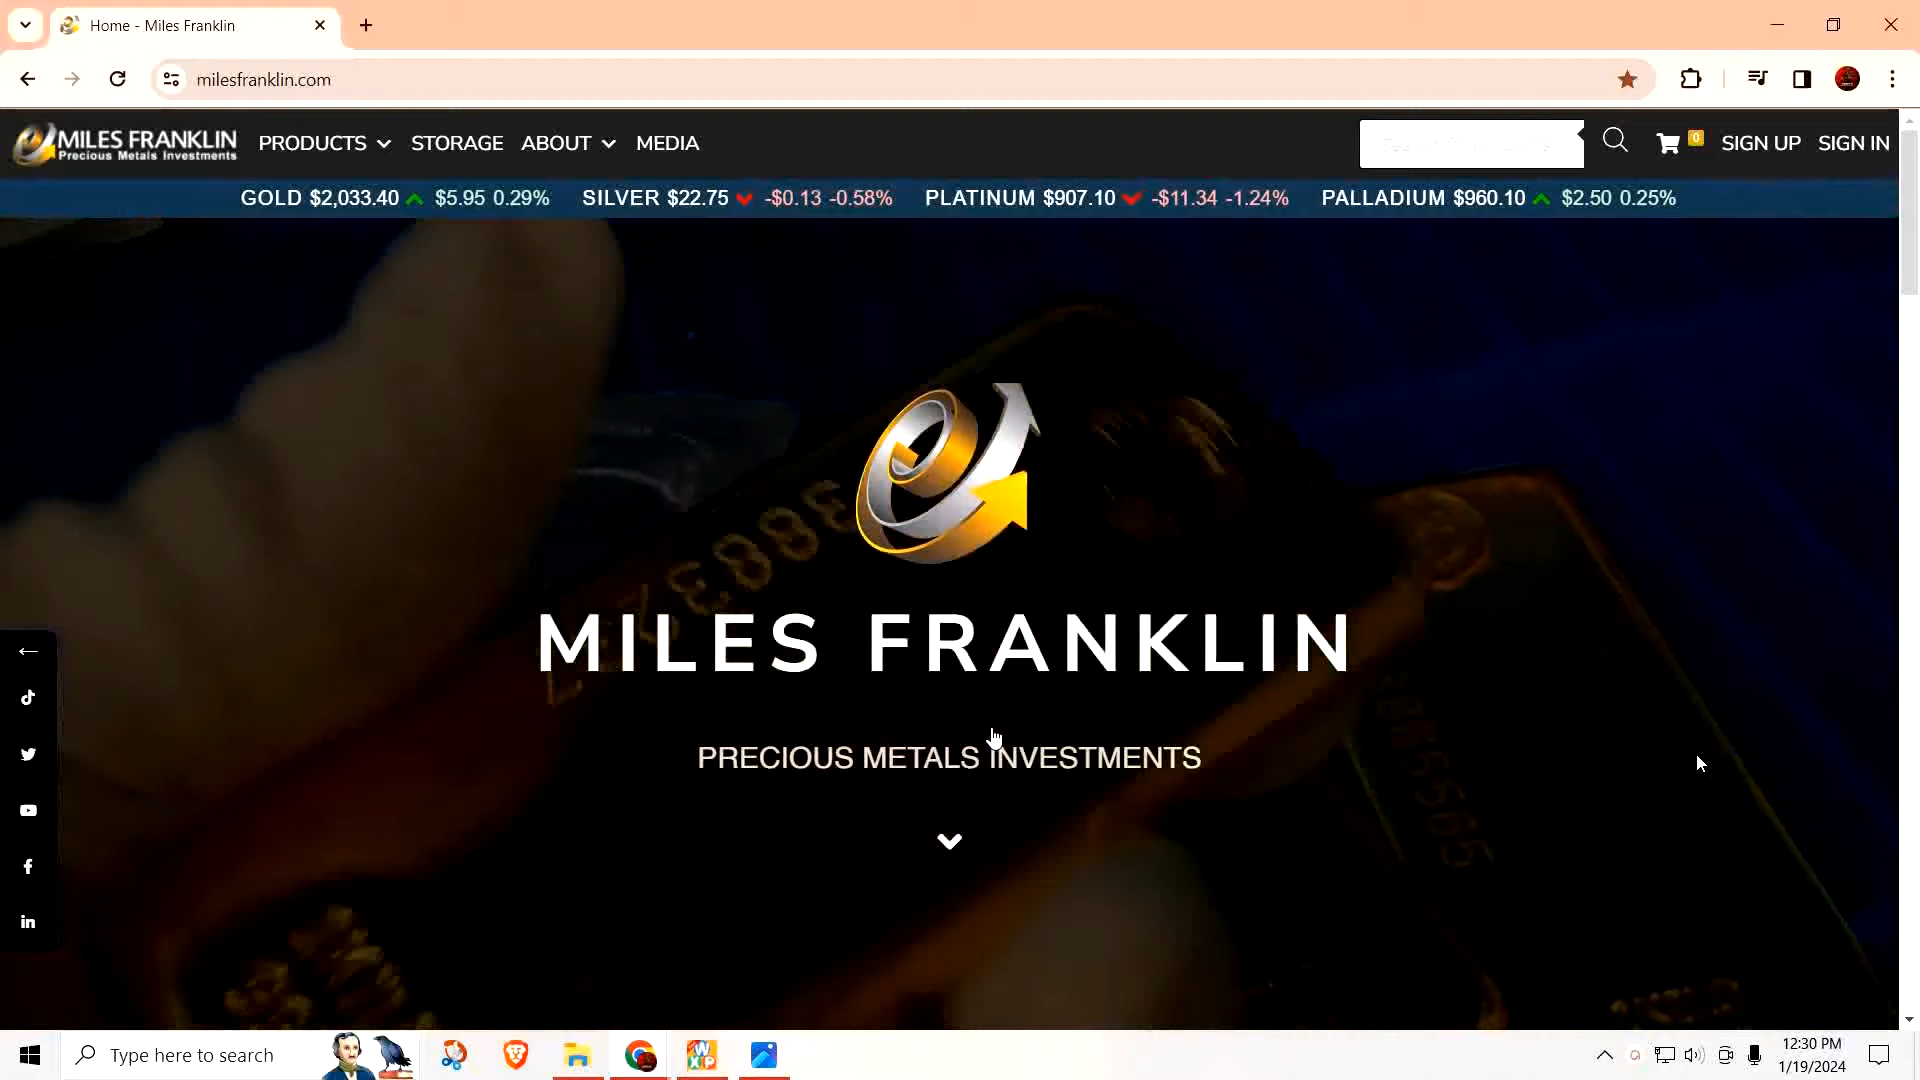 Home - Miles Franklin
milesfranklin.com
MILES FRANKLIN
Precious Metals Investments
PRODUCTS STORAGE ABOUT MEDIA
0
SIGN UP SIGN IN
GOLD $2,033.40 $5.95 0.29% SILVER $22.75 -$0.13 -0.58% PLATINUM $907.10 -$11.34 -1.24% PALLADIUM $960.10 $2.50 0.25%
MILES FRANKLIN
PRECIOUS METALS INVESTMENTS
Type here to search
12:30 PM
1/19/2024